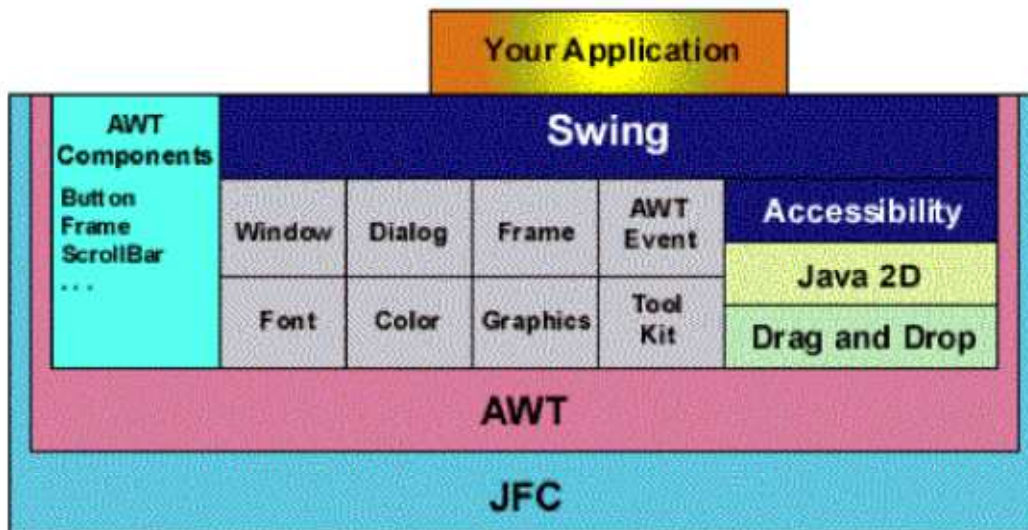 Your Application
AWT
Components
Button
Frame
ScrollBar
...
Swing
Window
Dialog
Frame
AWT
Event
Font
Color
Graphics
Tool
Kit
Accessibility
Java 2D
Drag and Drop
AWT
JFC